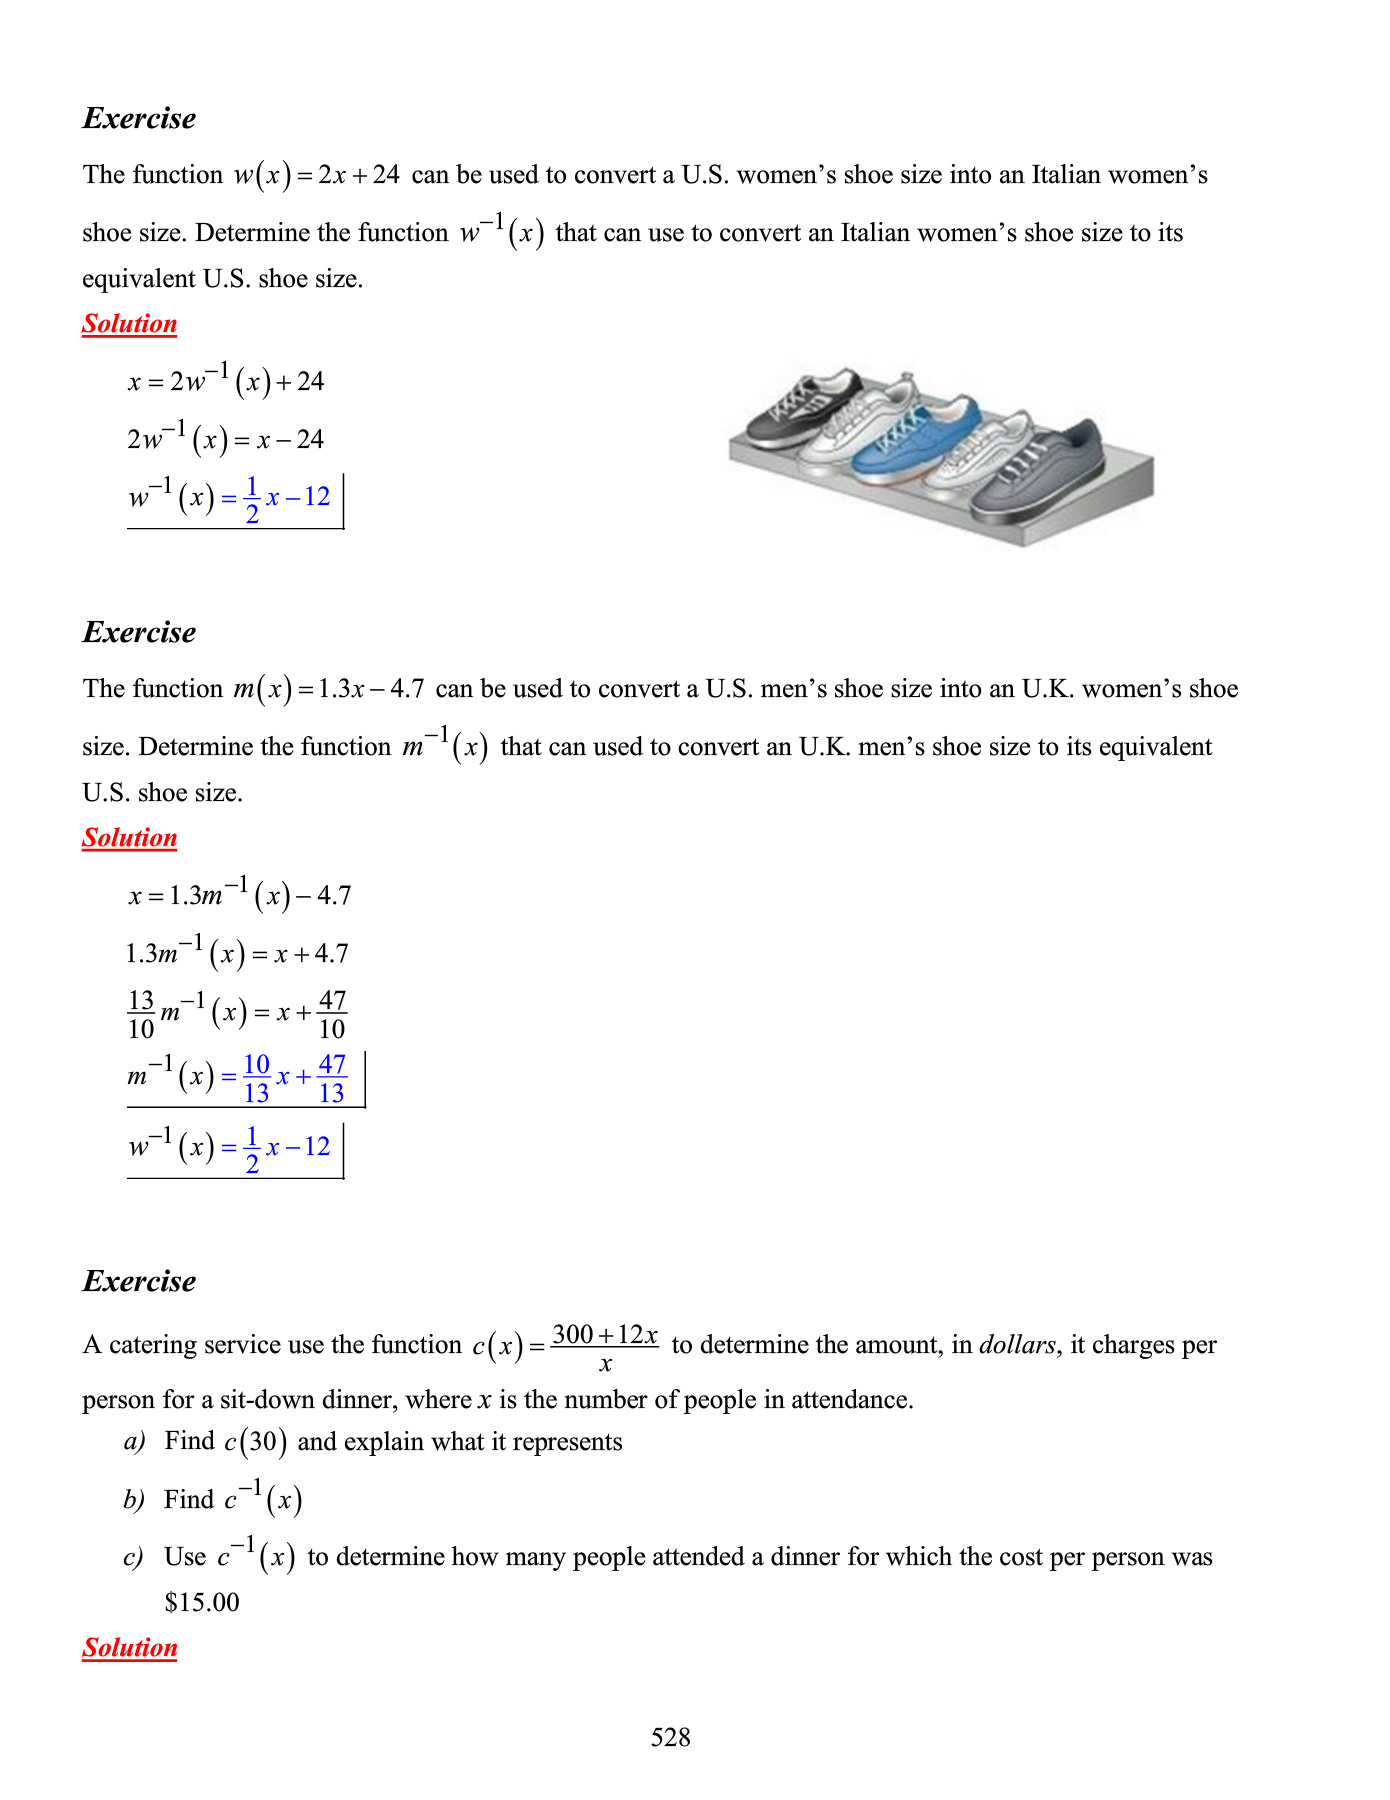 Exercise
The function w(x) = 2x + 24 can be used to convert a U.S. women’s shoe size into an Italian women’s
shoe size. Determine the function w⁻¹(x) that can use to convert an Italian women’s shoe size to its
equivalent U.S. shoe size.
Solution
x = 2w⁻¹(x) + 24
2w⁻¹(x) = x − 24
w⁻¹(x) = 1/2 x − 12
Exercise
The function m(x) = 1.3x − 4.7 can be used to convert a U.S. men’s shoe size into an U.K. women’s shoe
size. Determine the function m⁻¹(x) that can used to convert an U.K. men’s shoe size to its equivalent
U.S. shoe size.
Solution
x = 1.3m⁻¹(x) − 4.7
1.3m⁻¹(x) = x + 4.7
13/10 m⁻¹(x) = x + 47/10
m⁻¹(x) = 10/13 x + 47/13
w⁻¹(x) = 1/2 x − 12
Exercise
A catering service use the function c(x) = (300 + 12x)/x to determine the amount, in dollars, it charges per
person for a sit-down dinner, where x is the number of people in attendance.
a) Find c(30) and explain what it represents
b) Find c⁻¹(x)
c) Use c⁻¹(x) to determine how many people attended a dinner for which the cost per person was
$15.00
Solution
528